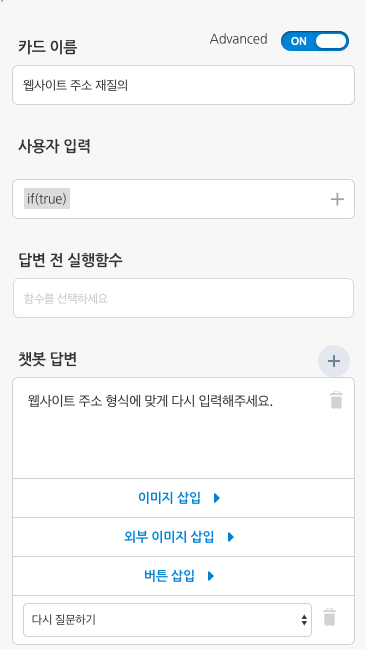 카드 이름
Advanced
ON
웹사이트 주소 재질의
사용자 입력
if(true)
답변 전 실행함수
함수를 선택하세요
챗봇 답변
웹사이트 주소 형식에 맞게 다시 입력해주세요.
이미지 삽입
외부 이미지 삽입
버튼 삽입
다시 질문하기